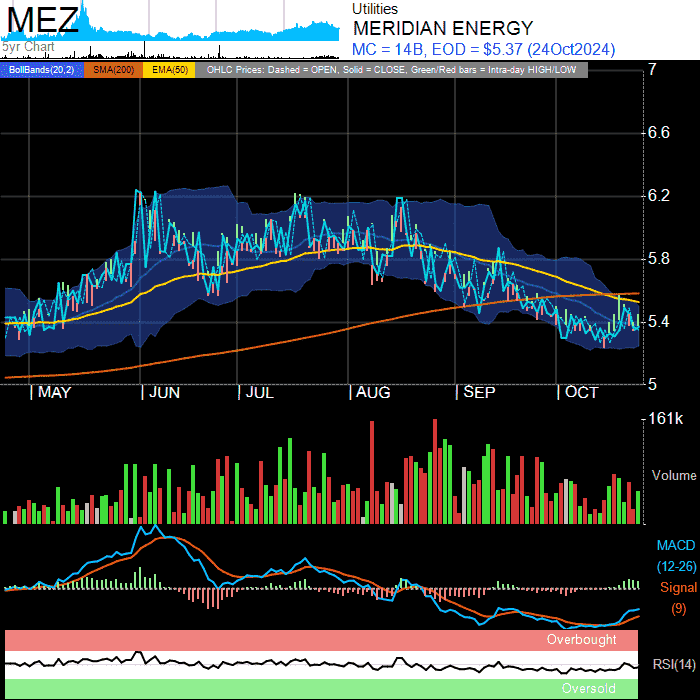 MEZ
5yr Chart
Utilities
MERIDIAN ENERGY
MC = 14B, EOD = $5.37 (24Oct2024)
BollBands(20,2) SMA(200) EMA(50) OHLC Prices: Dashed = OPEN, Solid = CLOSE, Green/Red bars = Intra-day HIGH/LOW
7
6.6
6.2
5.8
5.4
5
MAY JUN JUL AUG SEP OCT
161k
Volume
MACD
(12-26)
Signal
(9)
Overbought
RSI(14)
Oversold